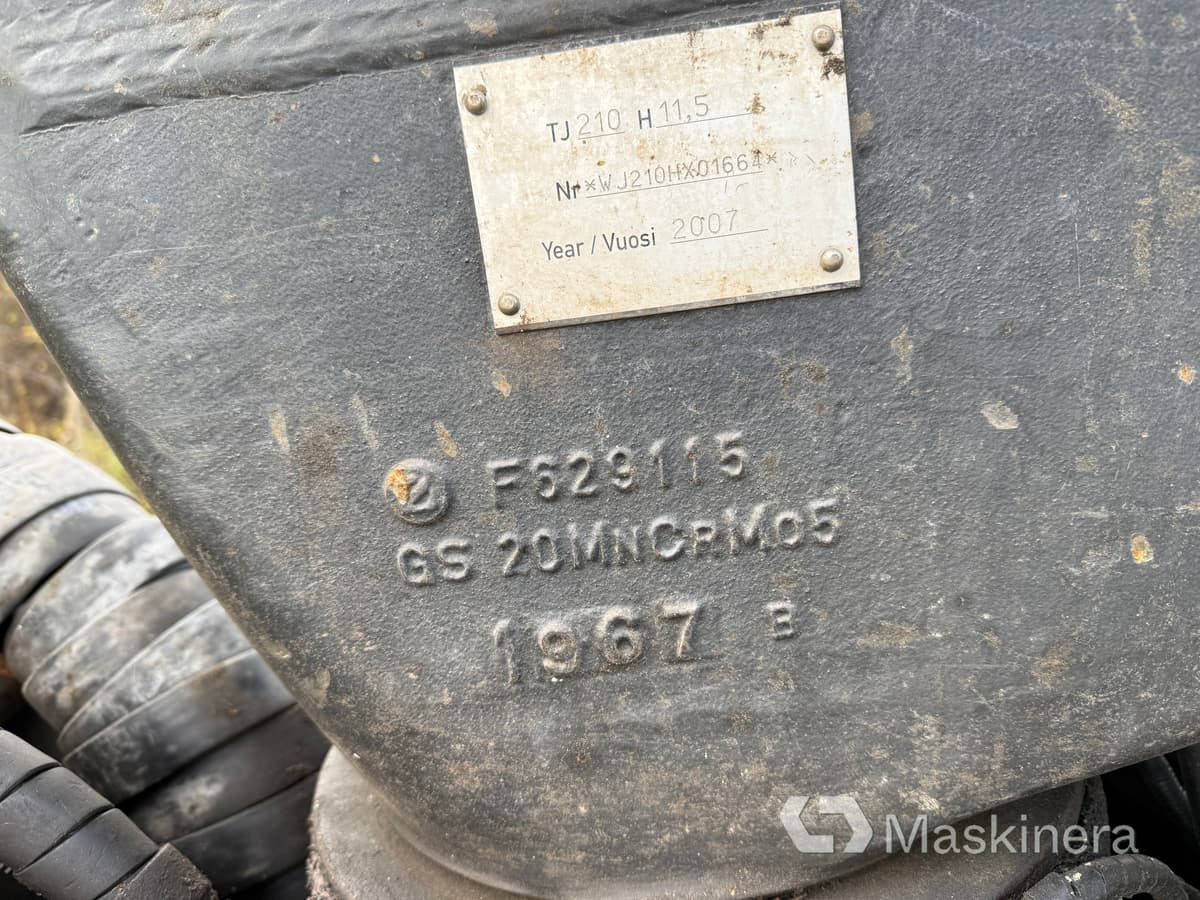 TJ 210 H 11,5
Nr *WJ210HX01664*
Year / Vuosi 2007
F629115
GS 20MNCRMO5
1967 E
Maskinera